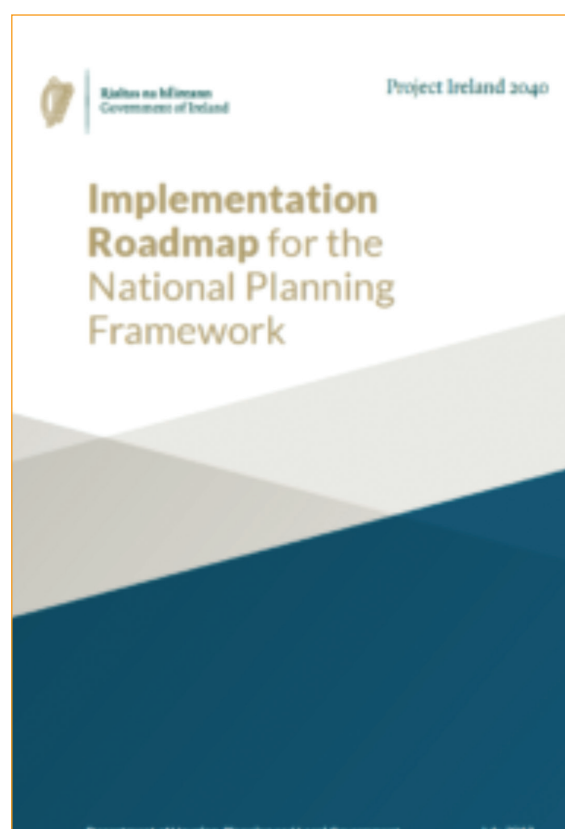 Rialtas na hÉireann
Government of Ireland
Project Ireland 2040
Implementation
Roadmap for the
National Planning
Framework